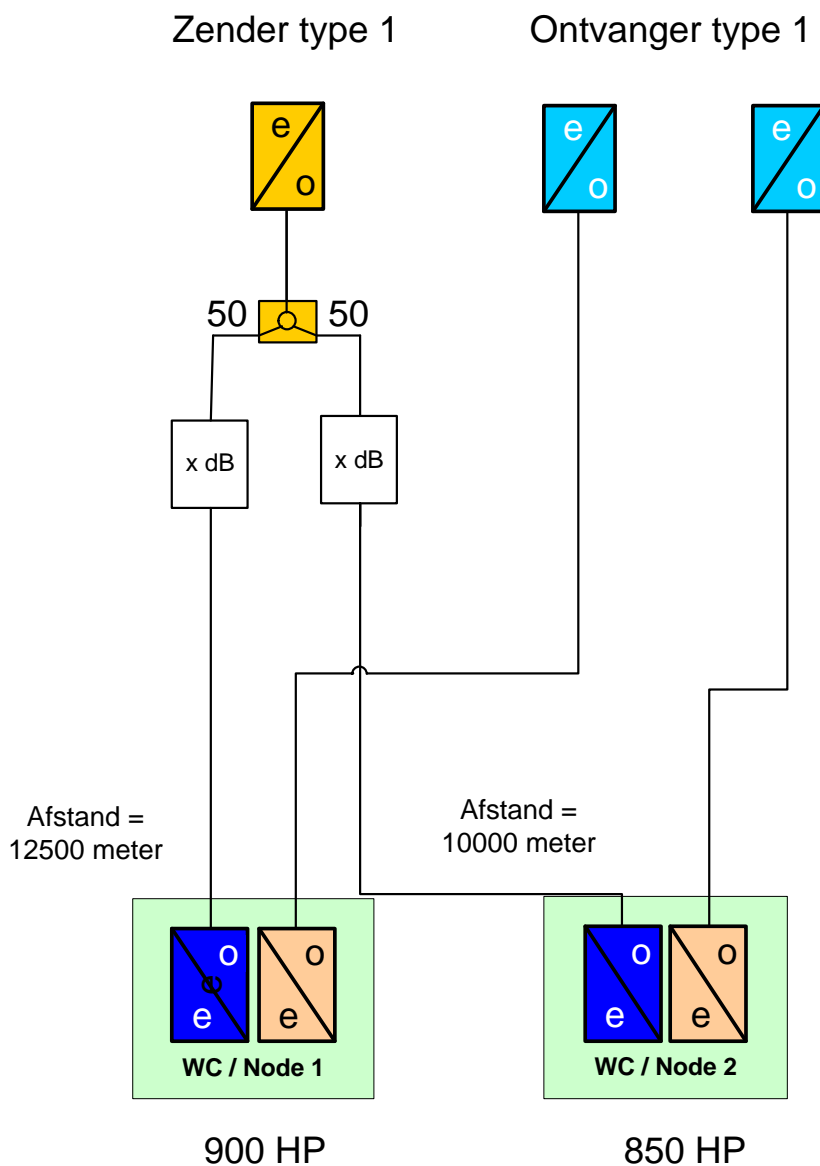 Zender type 1
Ontvanger type 1
e
o
e
o
e
o
50
50
x dB
x dB
Afstand =
12500 meter
Afstand =
10000 meter
o
e
e
o
e
o
e
o
e
WC / Node 1
WC / Node 2
900 HP
850 HP